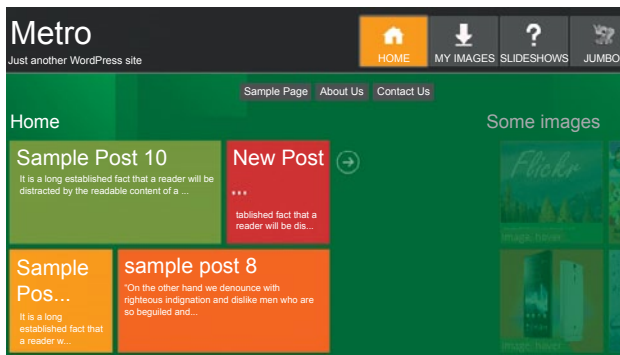 Metro
Just another WordPress site
HOME
MY IMAGES
SLIDESHOWS
JUMBO
Sample Page
About Us
Contact Us
Home
Some images
Sample Post 10
It is a long established fact that a reader will be
distracted by the readable content of a ...
New Post
...
tablished fact that a
reader will be dis...
Flickr
image, haver...
Sample
Pos...
It is a long
established fact that
a reader w...
sample post 8
"On the other hand we denounce with
righteous indignation and dislike men who are
so beguiled and...
image, haver...